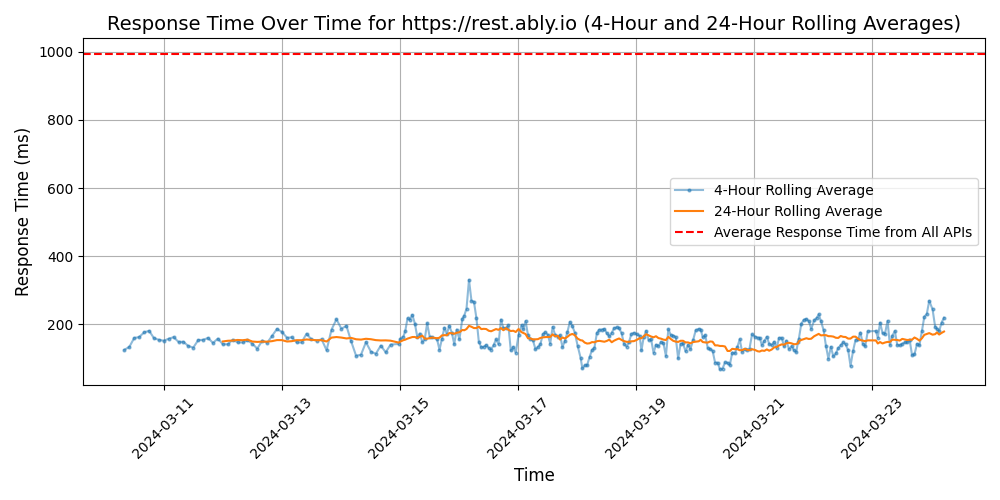 Response Time Over Time for https://rest.ably.io (4-Hour and 24-Hour Rolling Averages)
Response Time (ms)
1000
800
600
400
200
4-Hour Rolling Average
24-Hour Rolling Average
Average Response Time from All APIs
2024-03-11
2024-03-13
2024-03-15
2024-03-17
2024-03-19
2024-03-21
2024-03-23
Time